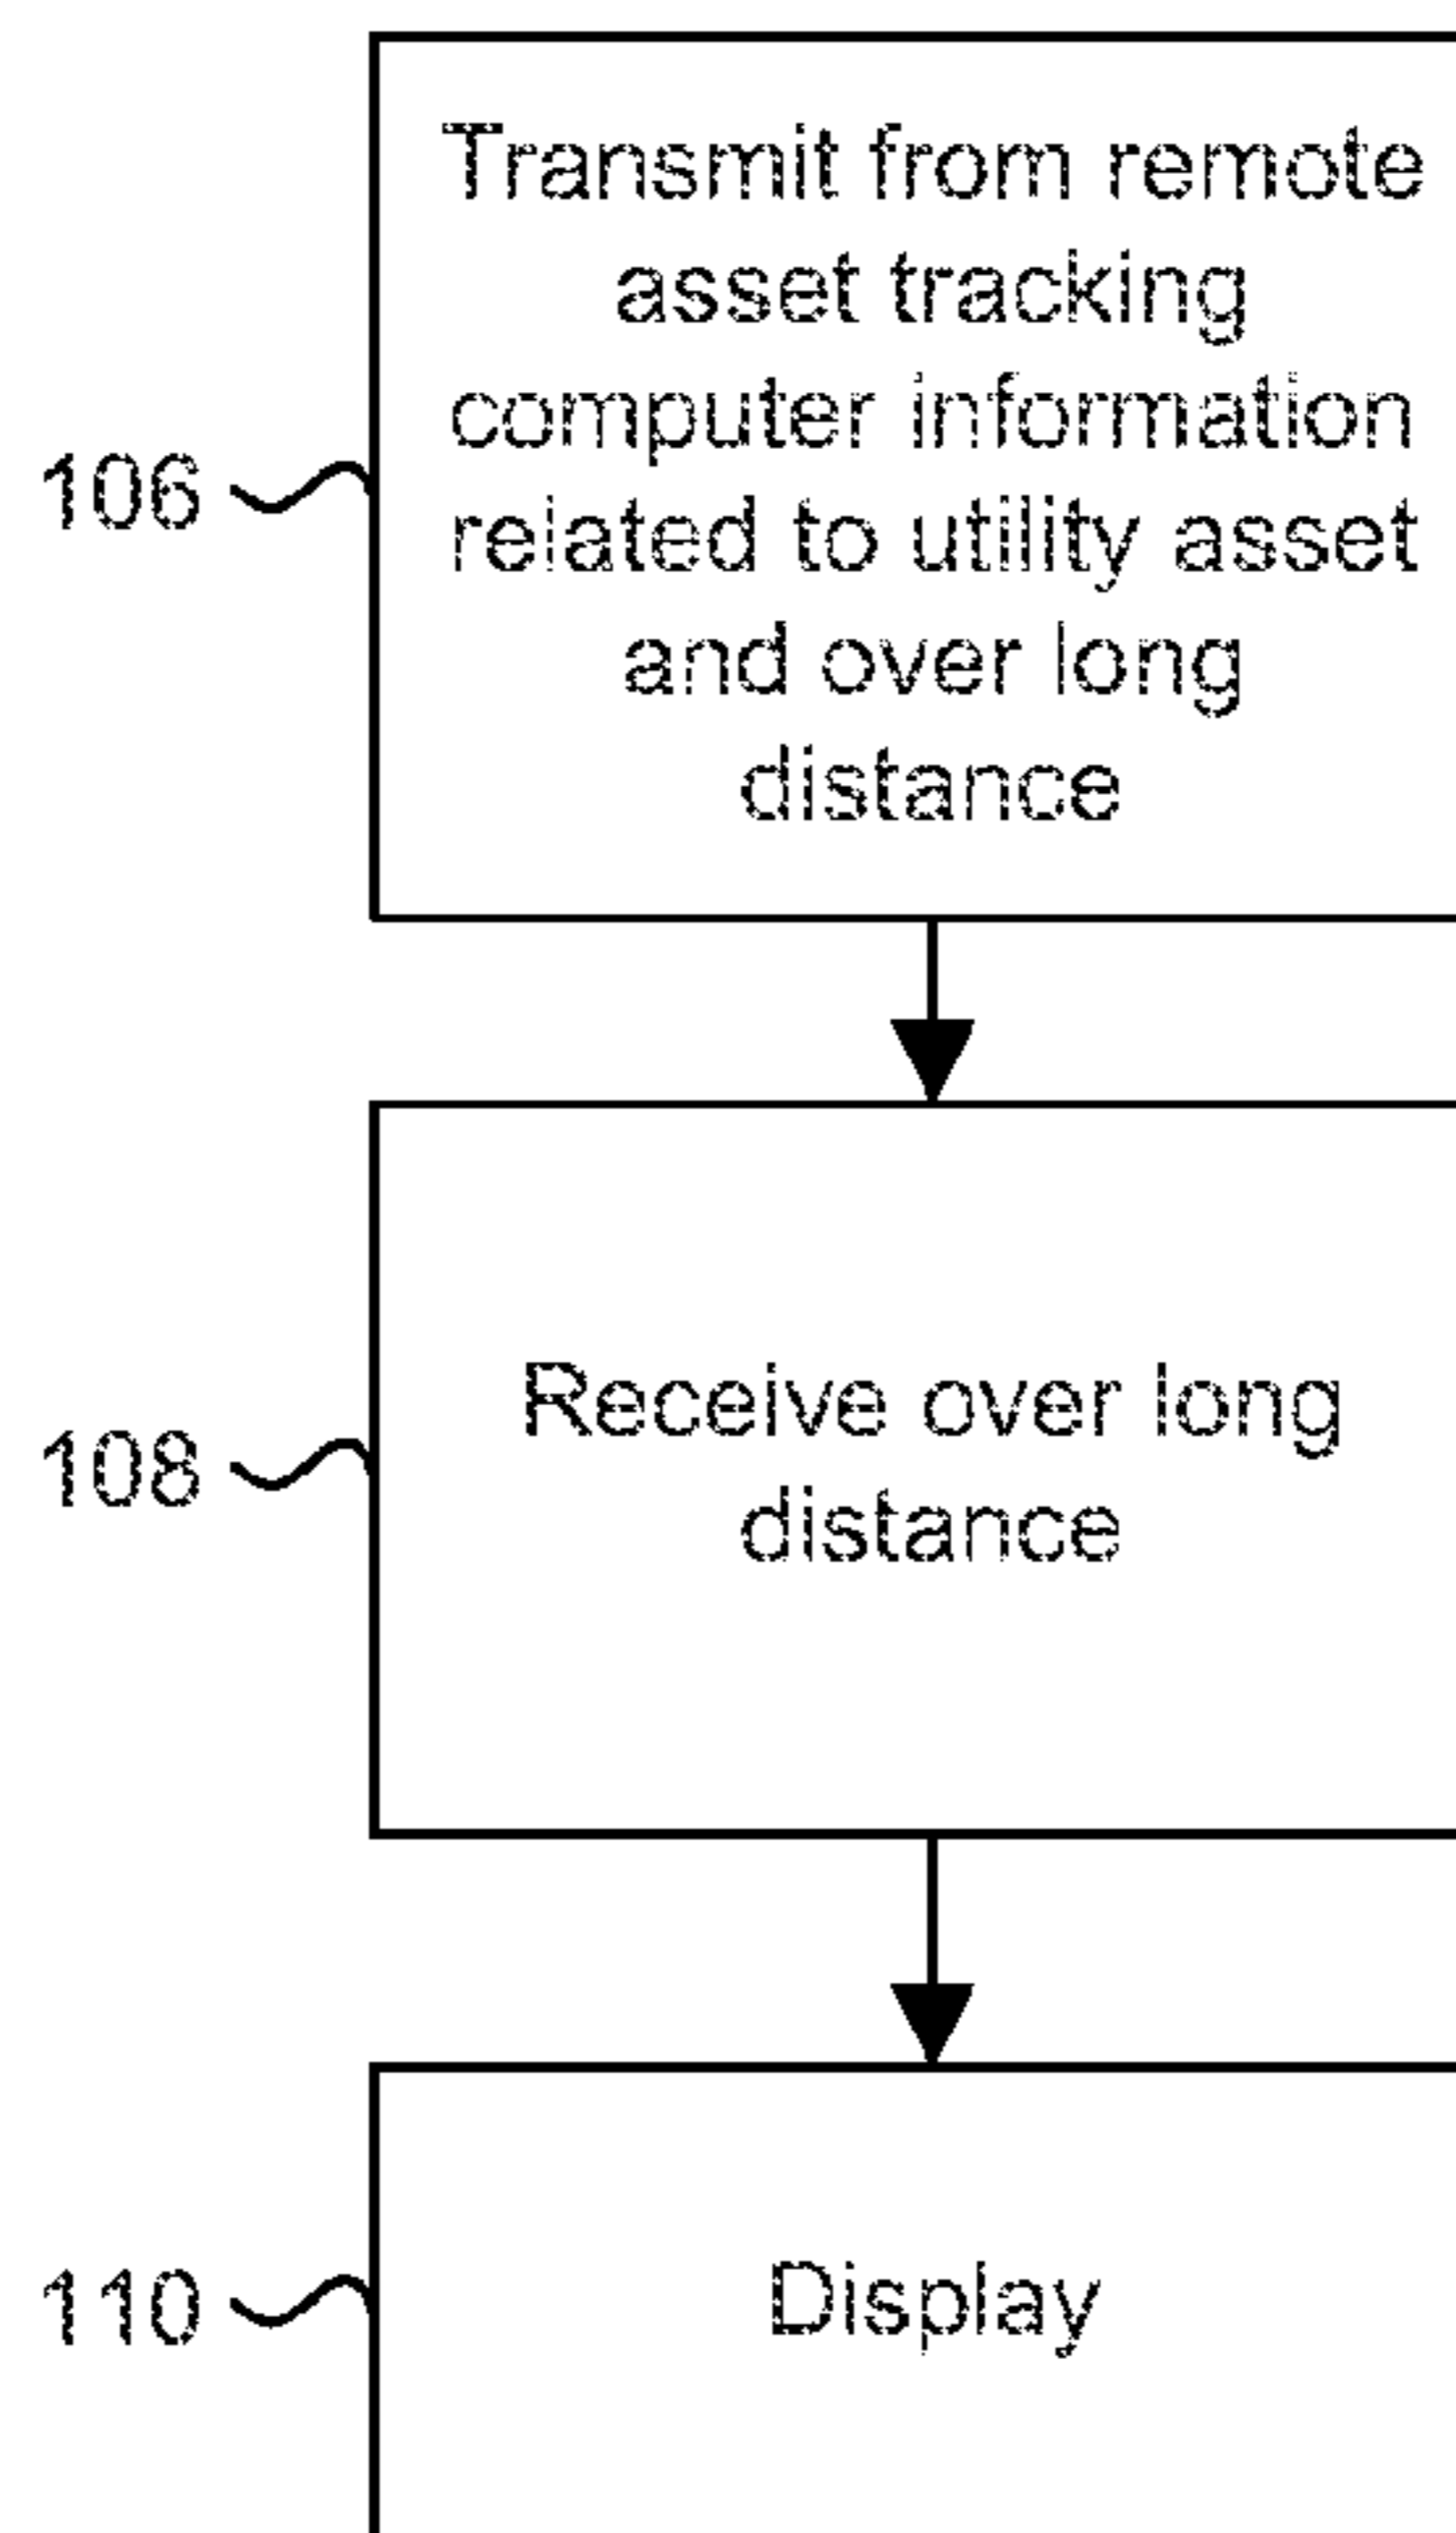 Transmit from remote
asset tracking
computer information
106
related to utility asset
and over long
distance
Receive over long
108
distance
110
Display